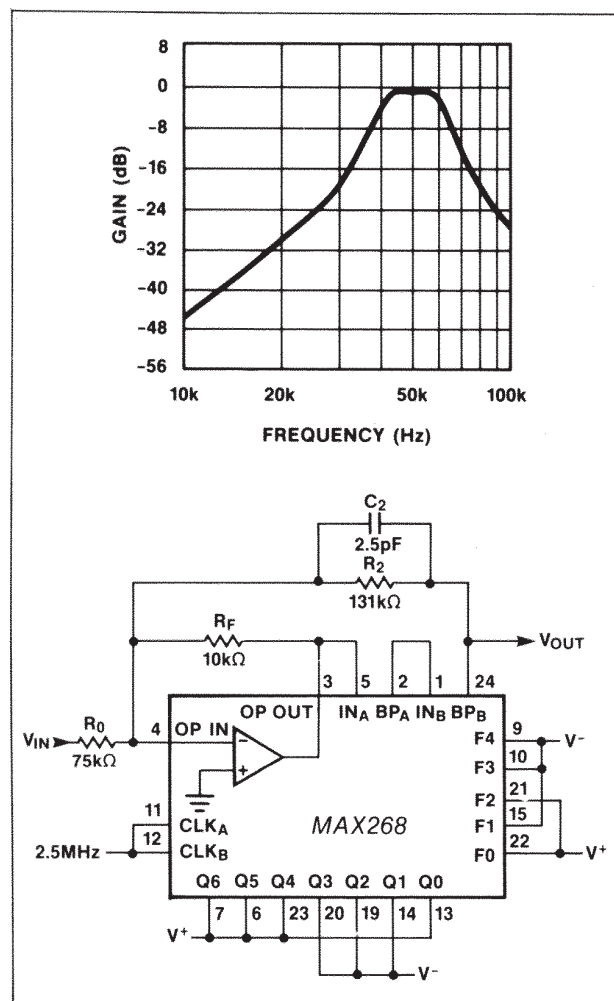 8
0
-8
-16
-24
-32
-40
-48
-56
GAIN (dB)
10k 20k 50k 100k
FREQUENCY (Hz)
C2
2.5pF
R2
131kΩ
RF
10kΩ
VOUT
3 5 2 1 24
OP OUT INA BPA INB BPB
VIN
R0
75kΩ
4 OP IN
−
+
F4 9 V-
F3 10
F2 21
F1 15
F0 22 V+
MAX268
11 CLKA
12 CLKB
2.5MHz
Q6 Q5 Q4 Q3 Q2 Q1 Q0
7 6 23 20 19 14 13
V+
V-